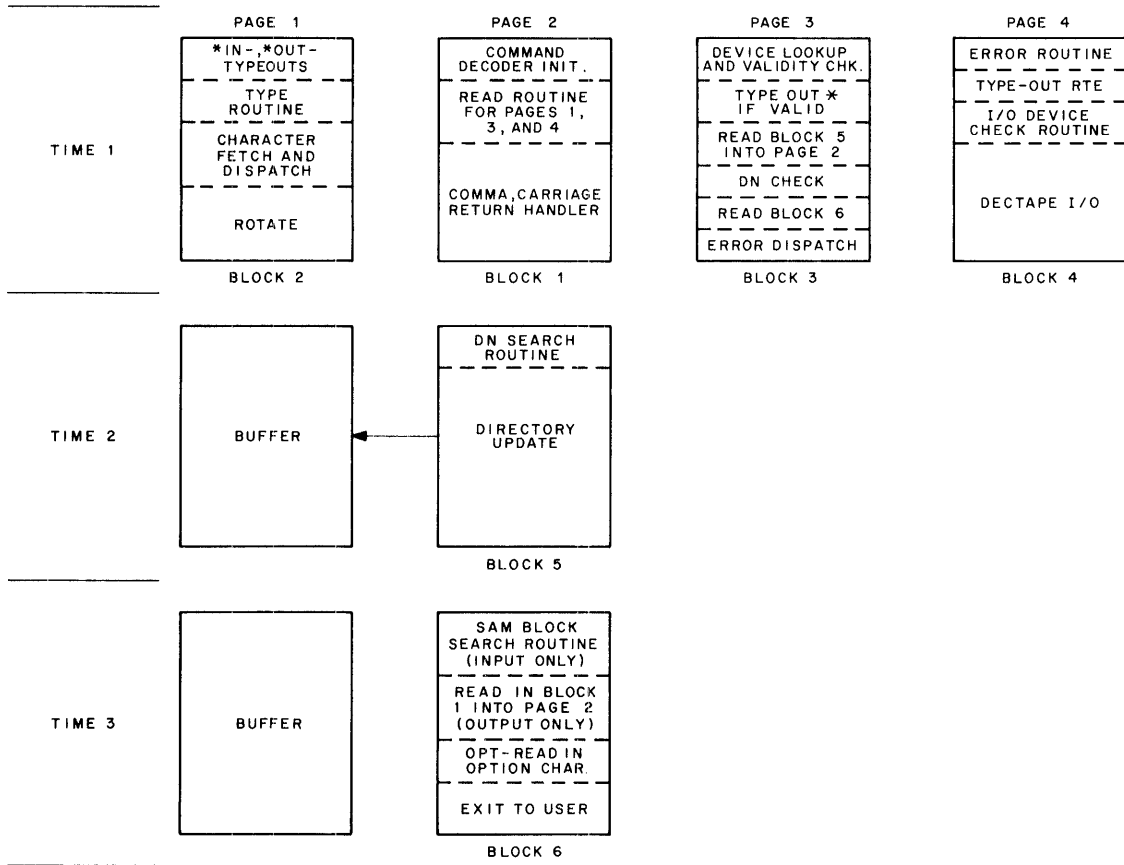 PAGE 1
PAGE 2
PAGE 3
PAGE 4
TIME 1
*IN-,*OUT-
TYPEOUTS
TYPE
ROUTINE
CHARACTER
FETCH AND
DISPATCH
ROTATE
BLOCK 2
COMMAND
DECODER INIT.
READ ROUTINE
FOR PAGES 1,
3, AND 4
COMMA,CARRIAGE
RETURN HANDLER
BLOCK 1
DEVICE LOOKUP
AND VALIDITY CHK.
TYPE OUT *
IF VALID
READ BLOCK 5
INTO PAGE 2
DN CHECK
READ BLOCK 6
ERROR DISPATCH
BLOCK 3
ERROR ROUTINE
TYPE-OUT RTE
I/O DEVICE
CHECK ROUTINE
DECTAPE I/O
BLOCK 4
TIME 2
BUFFER
DN SEARCH
ROUTINE
DIRECTORY
UPDATE
BLOCK 5
TIME 3
BUFFER
SAM BLOCK
SEARCH ROUTINE
(INPUT ONLY)
READ IN BLOCK
1 INTO PAGE 2
(OUTPUT ONLY)
OPT-READ IN
OPTION CHAR.
EXIT TO USER
BLOCK 6